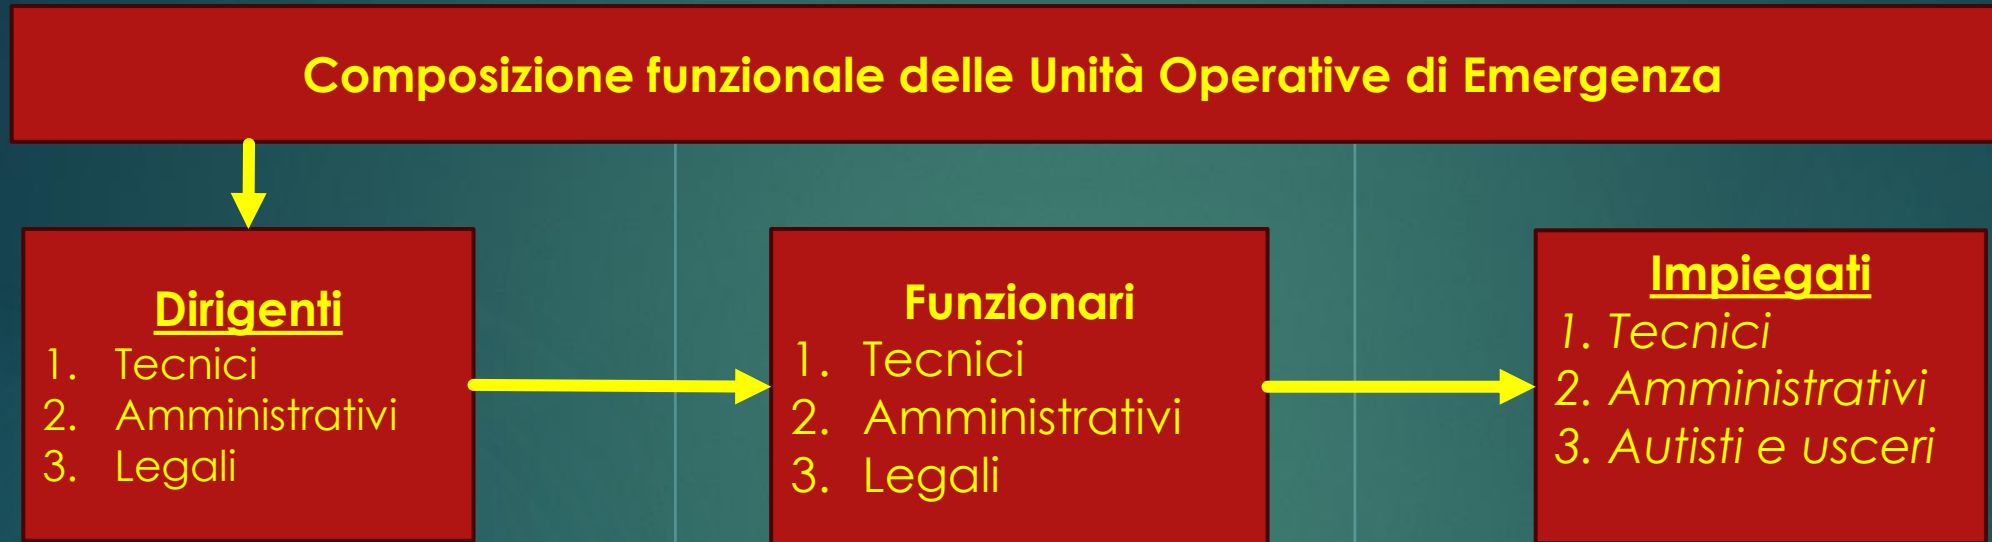 Composizione funzionale delle Unità Operative di Emergenza
Dirigenti
1. Tecnici
2. Amministrativi
3. Legali
Funzionari
1. Tecnici
2. Amministrativi
3. Legali
Impiegati
1. Tecnici
2. Amministrativi
3. Autisti e usceri